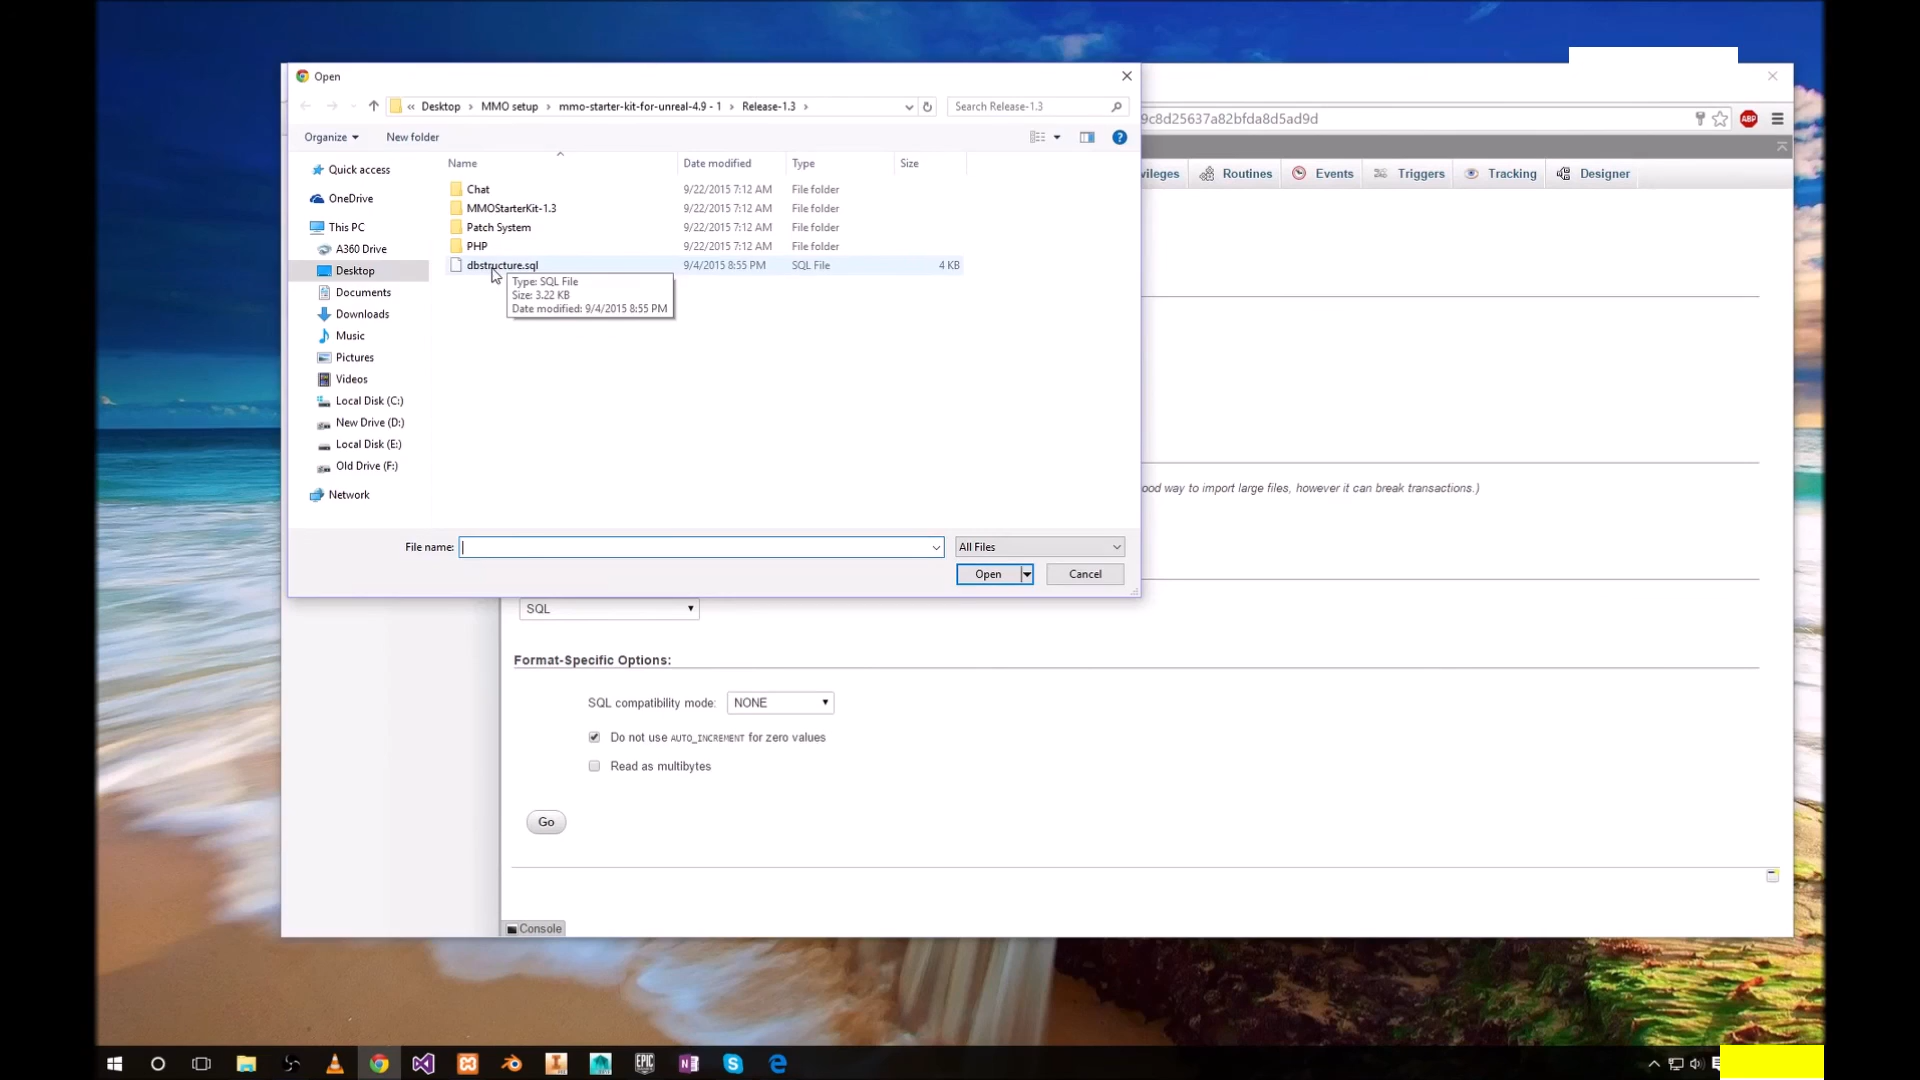 Open
« Desktop › MMO setup › mmo-starter-kit-for-unreal-4.9 - 1 › Release-1.3 ›
Search Release-1.3
9c8d25637a82bfda8d5ad9d
ABP
Organize
New folder
?
Name
Date modified
Type
Size
vileges
Routines
Events
Triggers
Tracking
Designer
Quick access
OneDrive
This PC
A360 Drive
Desktop
Documents
Downloads
Music
Pictures
Videos
Local Disk (C:)
New Drive (D:)
Local Disk (E:)
Old Drive (F:)
Network
Chat 9/22/2015 7:12 AM File folder
MMOStarterKit-1.3 9/22/2015 7:12 AM File folder
Patch System 9/22/2015 7:12 AM File folder
PHP 9/22/2015 7:12 AM File folder
dbstructure.sql 9/4/2015 8:55 PM SQL File 4 KB
Type: SQL File
Size: 3.22 KB
Date modified: 9/4/2015 8:55 PM
ood way to import large files, however it can break transactions.)
File name:
All Files
Open
Cancel
SQL
Format-Specific Options:
SQL compatibility mode: NONE
Do not use AUTO_INCREMENT for zero values
Read as multibytes
Go
Console
EPIC